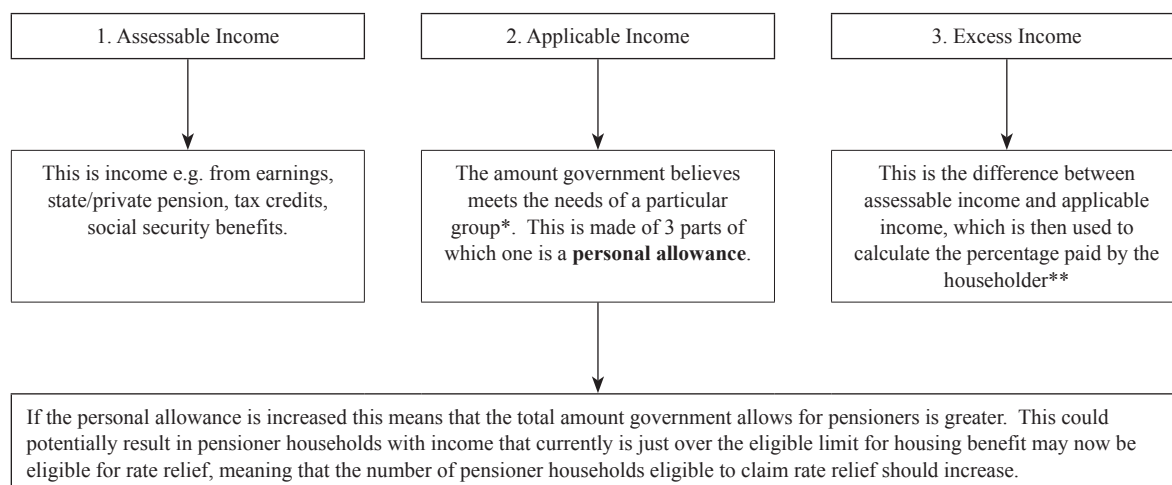 1. Assessable Income
2. Applicable Income
3. Excess Income
This is income e.g. from earnings,
state/private pension, tax credits,
social security benefits.
The amount government believes
meets the needs of a particular
group*.  This is made of 3 parts of
which one is a personal allowance.
This is the difference between
assessable income and applicable
income, which is then used to
calculate the percentage paid by the
householder**
If the personal allowance is increased this means that the total amount government allows for pensioners is greater.  This could
potentially result in pensioner households with income that currently is just over the eligible limit for housing benefit may now be
eligible for rate relief, meaning that the number of pensioner households eligible to claim rate relief should increase.